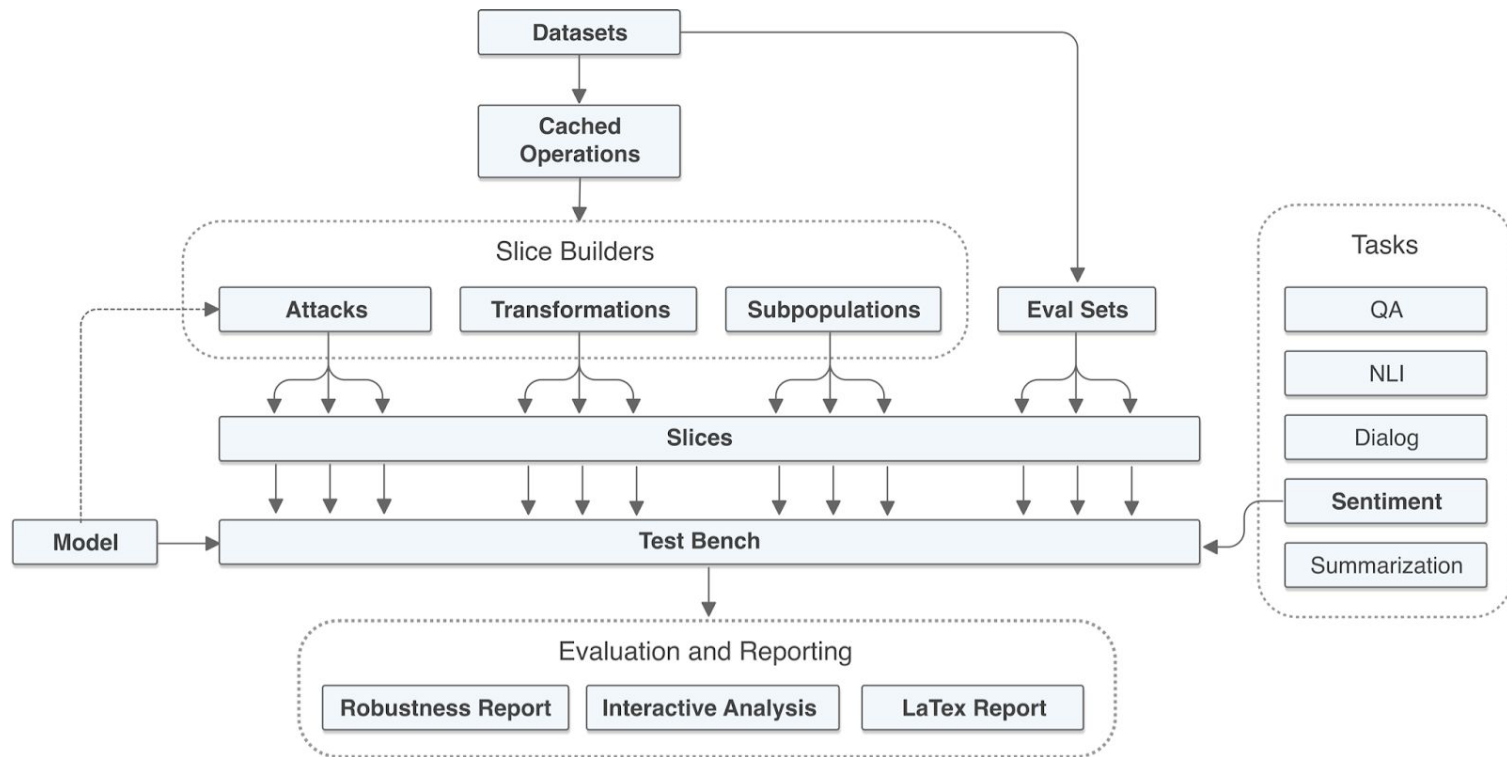 Datasets
Cached
Operations
Slice Builders
Attacks
Transformations
Subpopulations
Eval Sets
Slices
Model
Test Bench
Tasks
QA
NLI
Dialog
Sentiment
Summarization
Evaluation and Reporting
Robustness Report
Interactive Analysis
LaTex Report